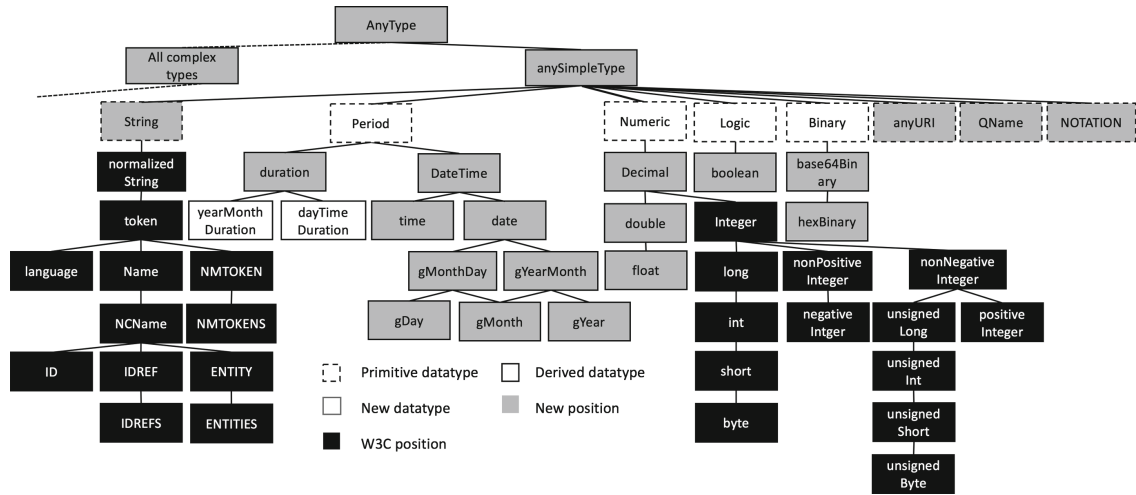 AnyType
All complex
types
anySimpleType
String
Period
Numeric
Logic
Binary
anyURI
QName
NOTATION
normalized
String
duration
DateTime
Decimal
boolean
base64Bin
ary
token
yearMonth
Duration
dayTime
Duration
time
date
double
Integer
hexBinary
language
Name
NMTOKEN
gMonthDay
gYearMonth
float
long
nonPositive
Integer
nonNegative
Integer
NCName
NMTOKENS
gDay
gMonth
gYear
int
negative
Intger
unsigned
Long
positive
Integer
ID
IDREF
ENTITY
short
unsigned
Int
IDREFS
ENTITIES
byte
unsigned
Short
unsigned
Byte
Primitive datatype
Derived datatype
New datatype
New position
W3C position